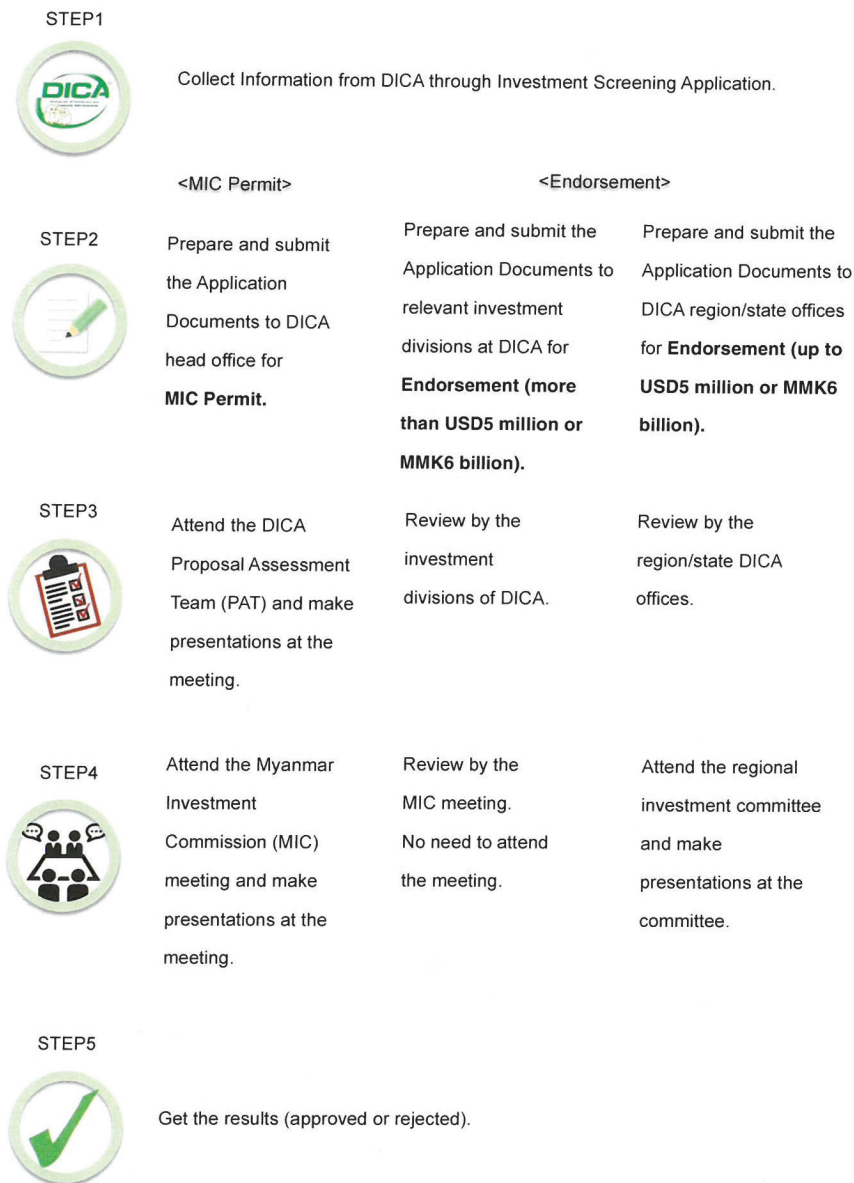 STEP1
DICA
Collect Information from DICA through Investment Screening Application.
<MIC Permit>
<Endorsement>
STEP2
Prepare and submit
the Application
Documents to DICA
head office for
MIC Permit.
Prepare and submit the
Application Documents to
relevant investment
divisions at DICA for
Endorsement (more
than USD5 million or
MMK6 billion).
Prepare and submit the
Application Documents to
DICA region/state offices
for Endorsement (up to
USD5 million or MMK6
billion).
STEP3
Attend the DICA
Proposal Assessment
Team (PAT) and make
presentations at the
meeting.
Review by the
investment
divisions of DICA.
Review by the
region/state DICA
offices.
STEP4
Attend the Myanmar
Investment
Commission (MIC)
meeting and make
presentations at the
meeting.
Review by the
MIC meeting.
No need to attend
the meeting.
Attend the regional
investment committee
and make
presentations at the
committee.
STEP5
Get the results (approved or rejected).